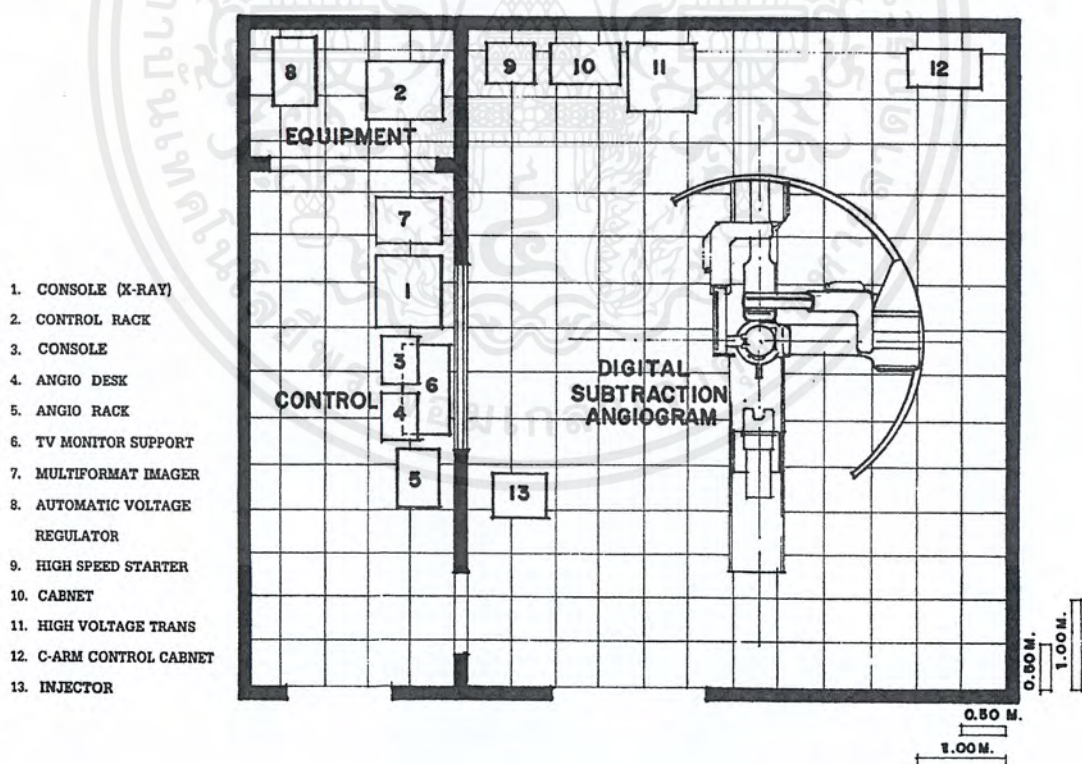 1. CONSOLE (X-RAY)
2. CONTROL RACK
3. CONSOLE
4. ANGIO DESK
5. ANGIO RACK
6. TV MONITOR SUPPORT
7. MULTIFORMAT IMAGER
8. AUTOMATIC VOLTAGE
REGULATOR
9. HIGH SPEED STARTER
10. CABNET
11. HIGH VOLTAGE TRANS
12. C-ARM CONTROL CABNET
13. INJECTOR
8
2
EQUIPMENT
7
1
3
6
CONTROL
4
5
9
10
11
12
DIGITAL
SUBTRACTION
ANGIOGRAM
13
0.50 M.
1.00 M.
0.50 M.
1.00 M.